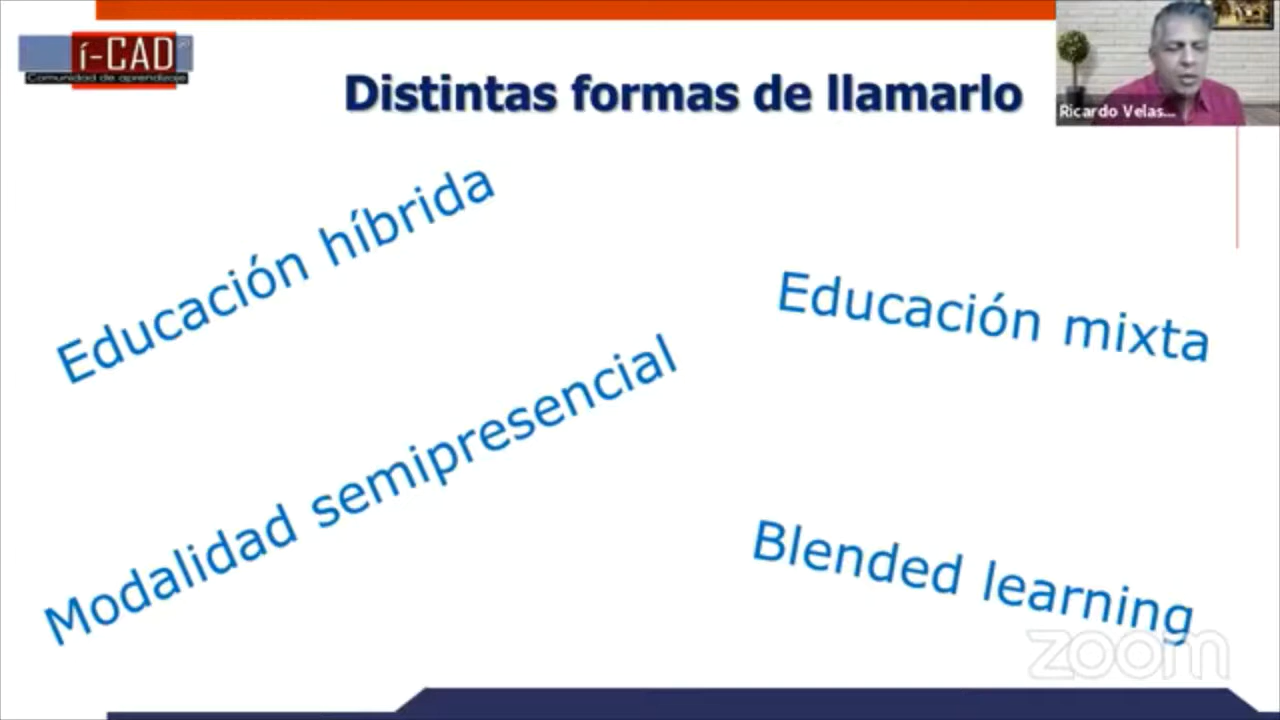 i-CAD
Comunidad de aprendizaje
Distintas formas de llamarlo
Ricardo Velas...
Educación híbrida
Educación mixta
Modalidad semipresencial
Blended learning
zoom